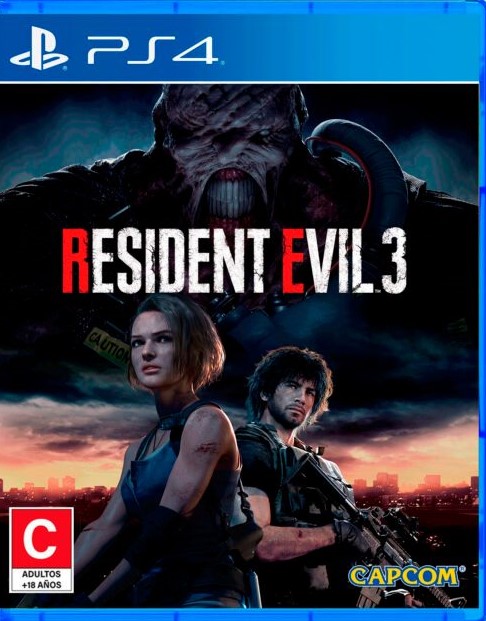 PS4
RESIDENT EVIL 3
CAUTION
C
ADULTOS
+18 AÑOS
CAPCOM®